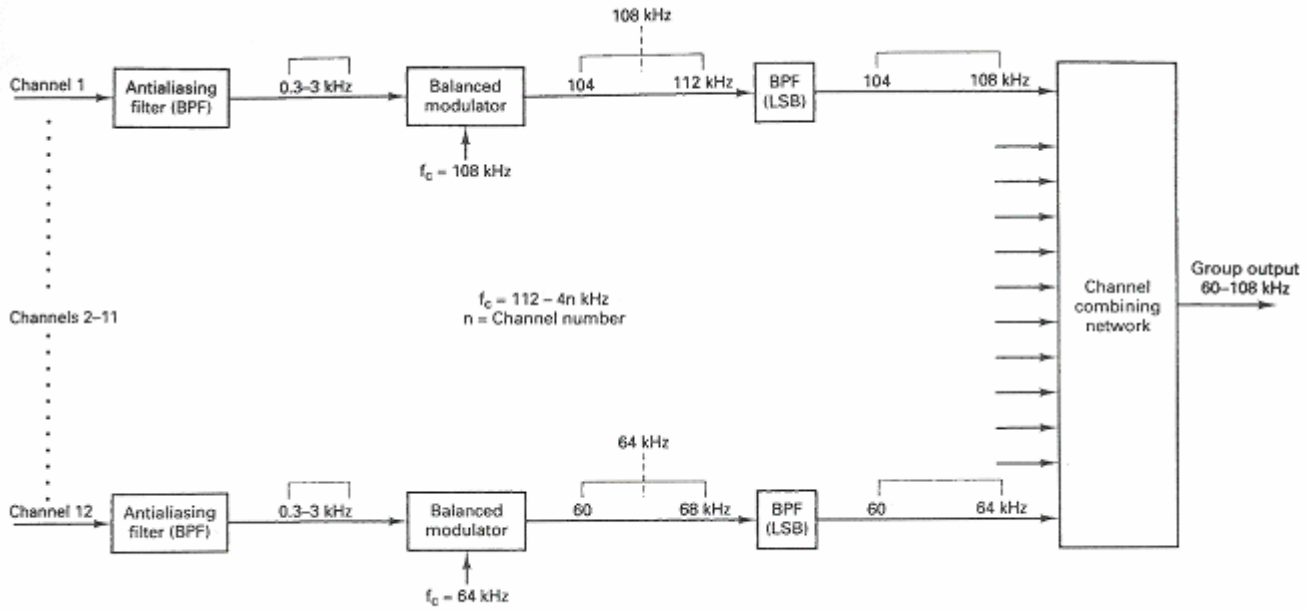 108 kHz
Channel 1
Antialiasing
filter (BPF)
0.3–3 kHz
Balanced
modulator
104
112 kHz
BPF
(LSB)
104
108 kHz
fc = 108 kHz
Channels 2–11
fc = 112 – 4n kHz
n = Channel number
Channel
combining
network
Group output
60–108 kHz
64 kHz
Channel 12
Antialiasing
filter (BPF)
0.3–3 kHz
Balanced
modulator
60
68 kHz
BPF
(LSB)
60
64 kHz
fc = 64 kHz